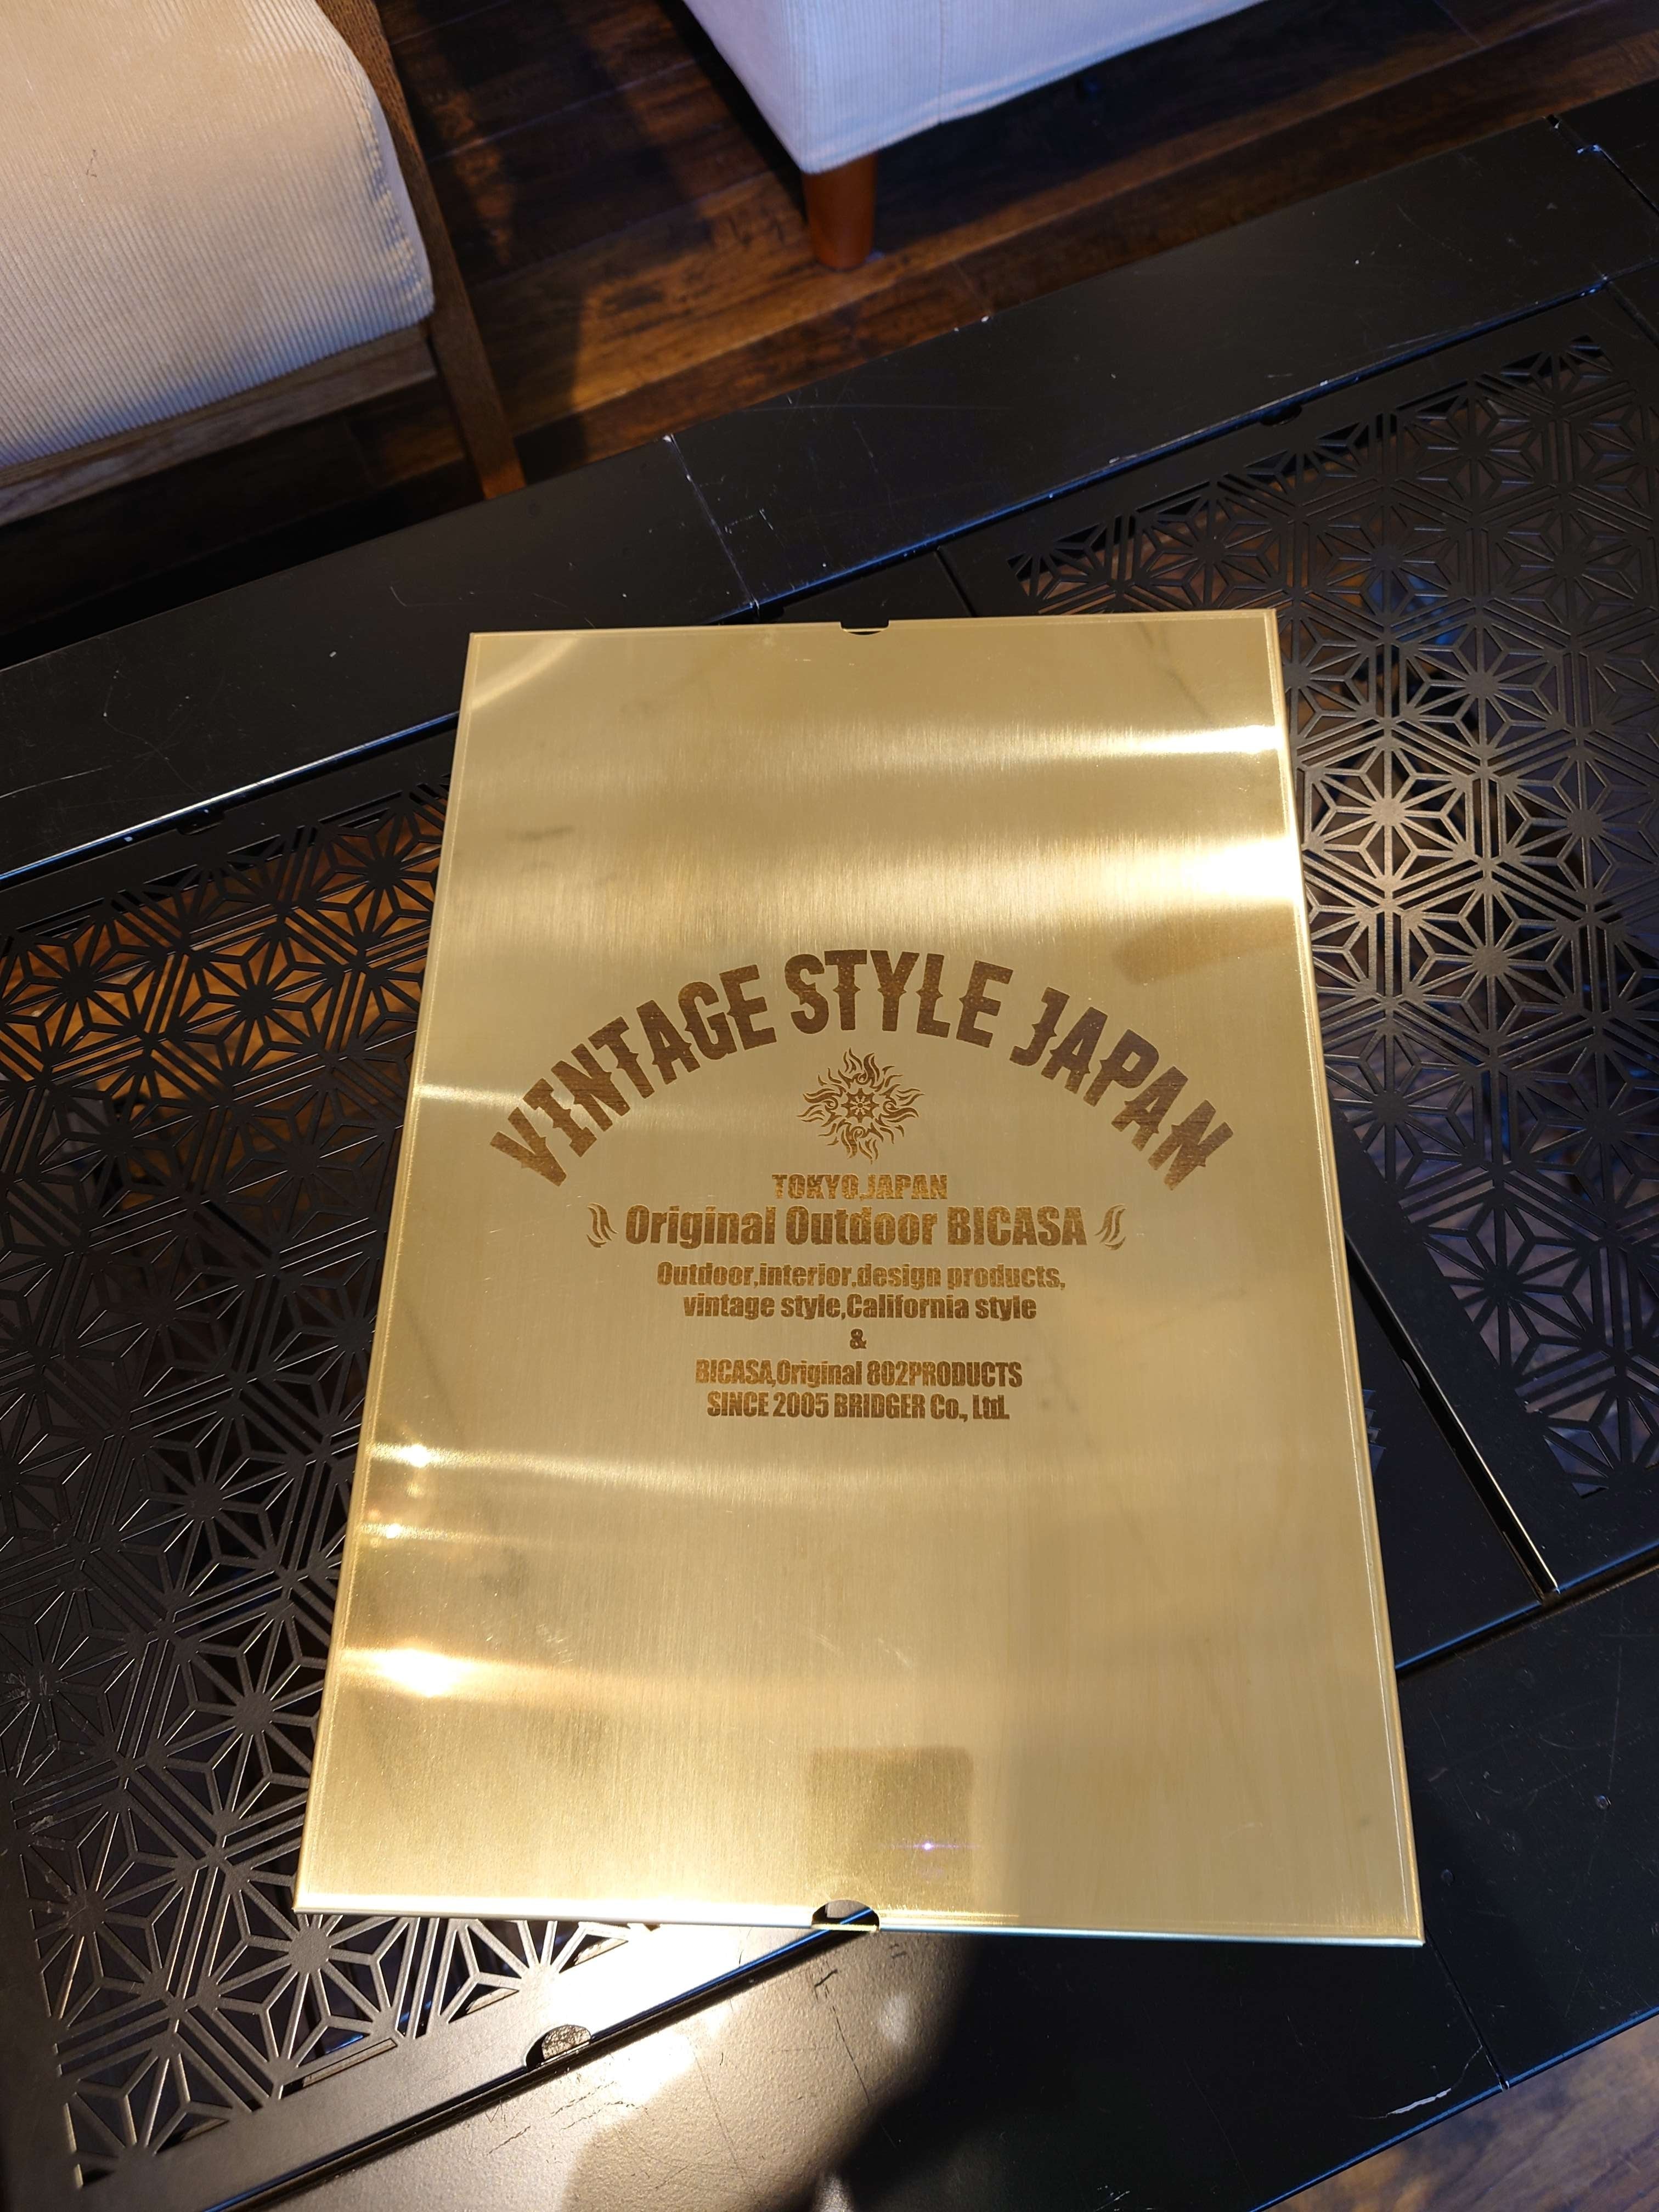 VINTAGE STYLE JAPAN
TOKYO,JAPAN
Original Outdoor BICASA
Outdoor,interior,design products,
vintage style,California style
&
BICASA,Original 802PRODUCTS
SINCE 2005 BRIDGER Co., Ltd.